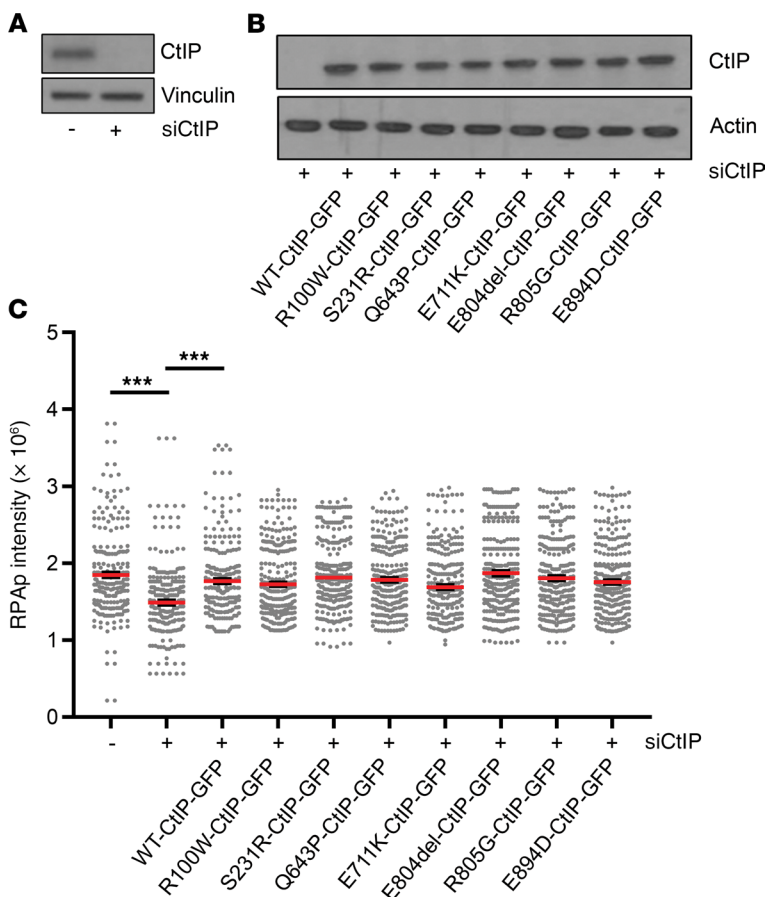 A
CtIP
Vinculin
- + siCtIP
B
CtIP
Actin
+ + + + + + + + + siCtIP
WT-CtIP-GFP
R100W-CtIP-GFP
S231R-CtIP-GFP
Q643P-CtIP-GFP
E711K-CtIP-GFP
E804del-CtIP-GFP
R805G-CtIP-GFP
E894D-CtIP-GFP
C
RPAp intensity (× 10⁶)
5
4
3
2
1
0
***
***
- + + + + + + + + + siCtIP
WT-CtIP-GFP
R100W-CtIP-GFP
S231R-CtIP-GFP
Q643P-CtIP-GFP
E711K-CtIP-GFP
E804del-CtIP-GFP
R805G-CtIP-GFP
E894D-CtIP-GFP